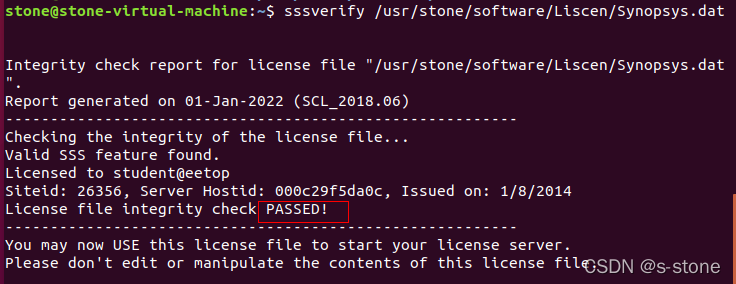 stone@stone-virtual-machine:~$ sssverify /usr/stone/software/Liscen/Synopsys.dat
Integrity check report for license file "/usr/stone/software/Liscen/Synopsys.dat
".
Report generated on 01-Jan-2022 (SCL_2018.06)
-----------------------------------------------------------
Checking the integrity of the license file...
Valid SSS feature found.
Licensed to student@eetop
Siteid: 26356, Server Hostid: 000c29f5da0c, Issued on: 1/8/2014
License file integrity check PASSED!
-----------------------------------------------------------
You may now USE this license file to start your license server.
Please don't edit or manipulate the contents of this license file
CSDN @s-stone